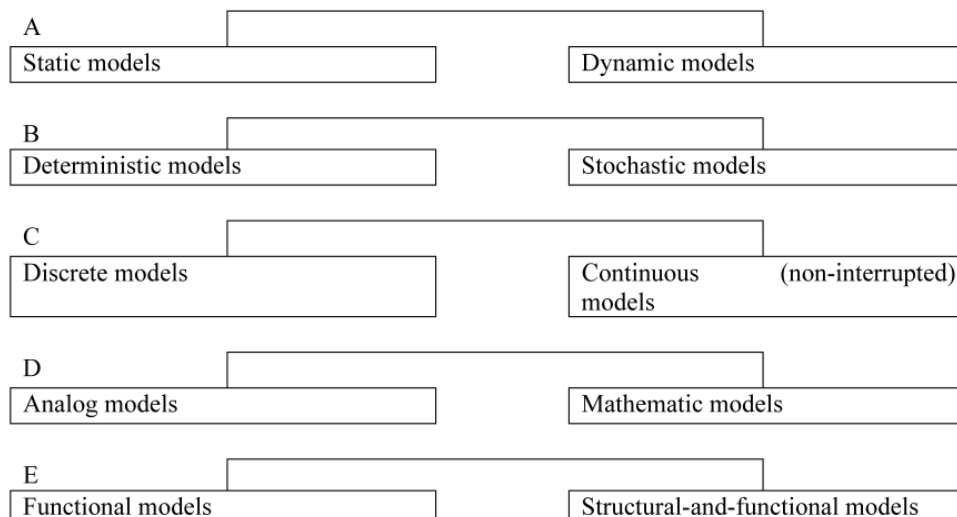 A
Static models Dynamic models
B
Deterministic models Stochastic models
C
Discrete models Continuous (non-interrupted)
models
D
Analog models Mathematic models
E
Functional models Structural-and-functional models